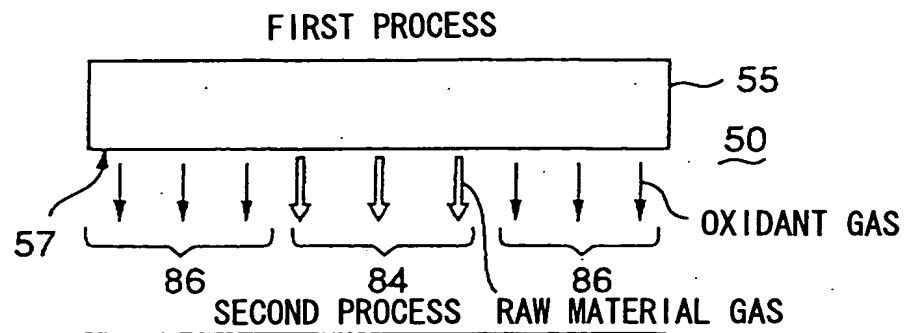 FIRST PROCESS
55
50
57
OXIDANT GAS
86
84
86
SECOND PROCESS
RAW MATERIAL GAS